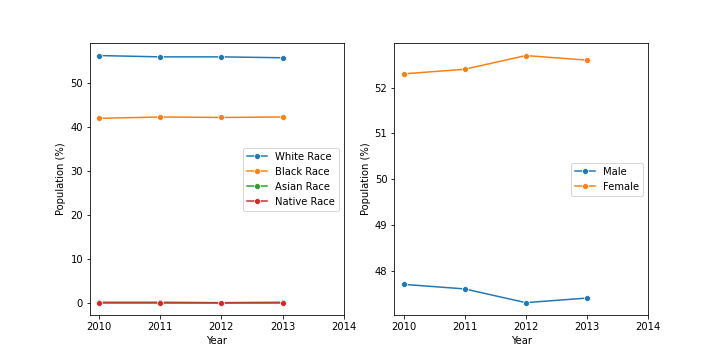 Population (%)
50
40
30
20
10
0
White Race
Black Race
Asian Race
Native Race
2010 2011 2012 2013 2014
Year
Population (%)
52
51
50
49
48
Male
Female
2010 2011 2012 2013 2014
Year